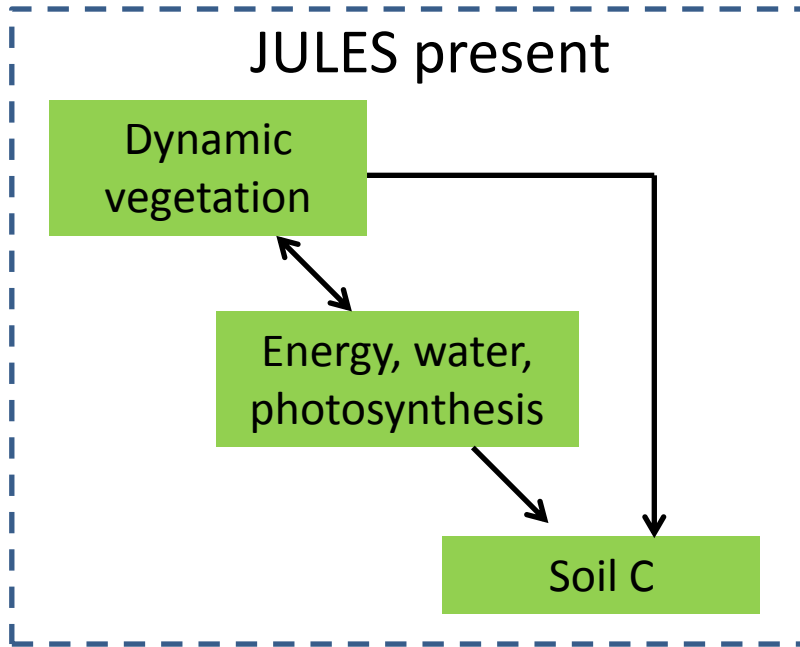 JULES present
Dynamic
vegetation
Energy, water,
photosynthesis
Soil C